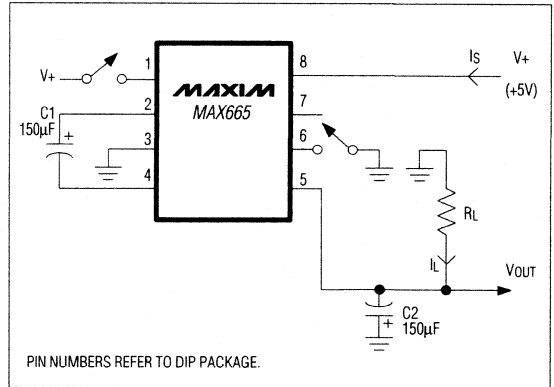 V+
1
8
IS
V+
(+5V)
MAXIM
MAX665
C1
150µF
+
2
7
3
6
4
5
RL
IL
VOUT
C2
150µF
+
PIN NUMBERS REFER TO DIP PACKAGE.